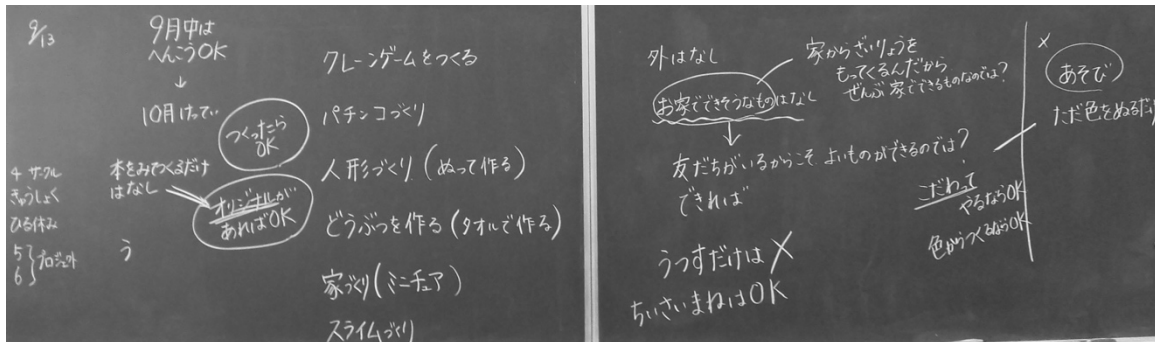 9/13
9月中は
へんこうOK
↓
10月けってい
つくったら
OK
本をみてつくるだけ
はなし
オリジナルが
あればOK
4 サークル
きゅうしょく
ひる休み
5
6
プロジェクト
う
クレーンゲームをつくる
パチンコづくり
人形づくり(ぬって作る)
どうぶつを作る(タオルで作る)
家づくり(ミニチュア)
スライムづくり
外はなし
お家でできそうなものはなし
家からざいりょうを
もってくるんだから
ぜんぶ家でできるものなのでは?
↓
友だちがいるからこそ よいものができるのでは?
できれば
うつすだけは ×
ちいさいまねはOK
こだわって
やるならOK
色からつくるならOK
×
あそび
ただ色をぬるだけ